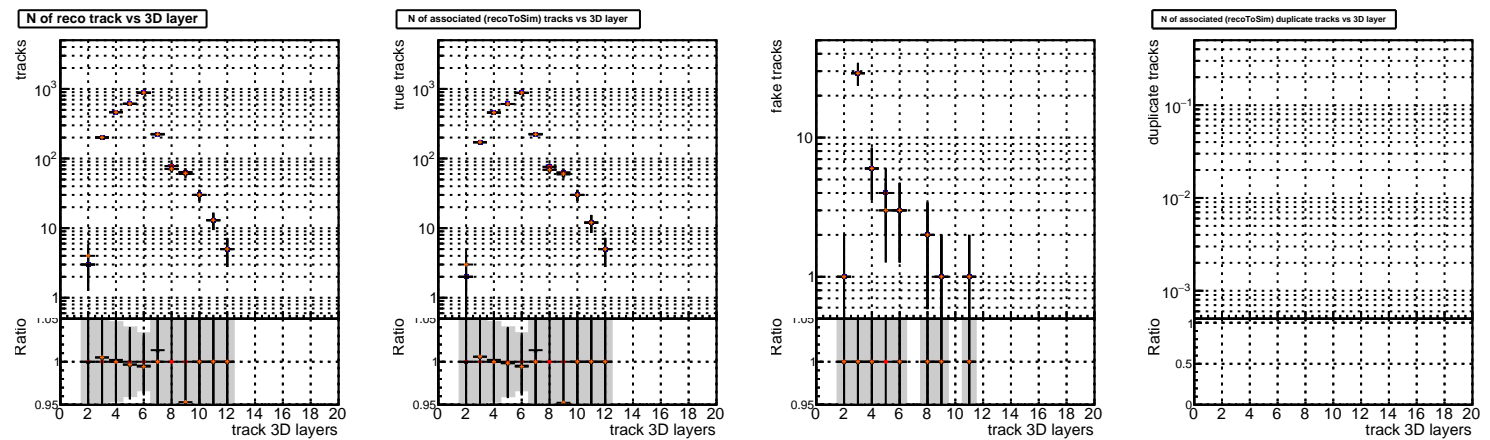 N of reco track vs 3D layer
tracks
10³
10²
10
1
Ratio
1.05
1
0.95
0 2 4 6 8 10 12 14 16 18 20
track 3D layers
N of associated (recoToSim) tracks vs 3D layer
true tracks
10³
10²
10
1
Ratio
1.05
1
0.95
0 2 4 6 8 10 12 14 16 18 20
track 3D layers
fake tracks
10
1
Ratio
1.05
1
0.95
0 2 4 6 8 10 12 14 16 18 20
track 3D layers
N of associated (recoToSim) duplicate tracks vs 3D layer
duplicate tracks
10⁻¹
10⁻²
10⁻³
Ratio
1
0.5
0
0 2 4 6 8 10 12 14 16 18 20
track 3D layers